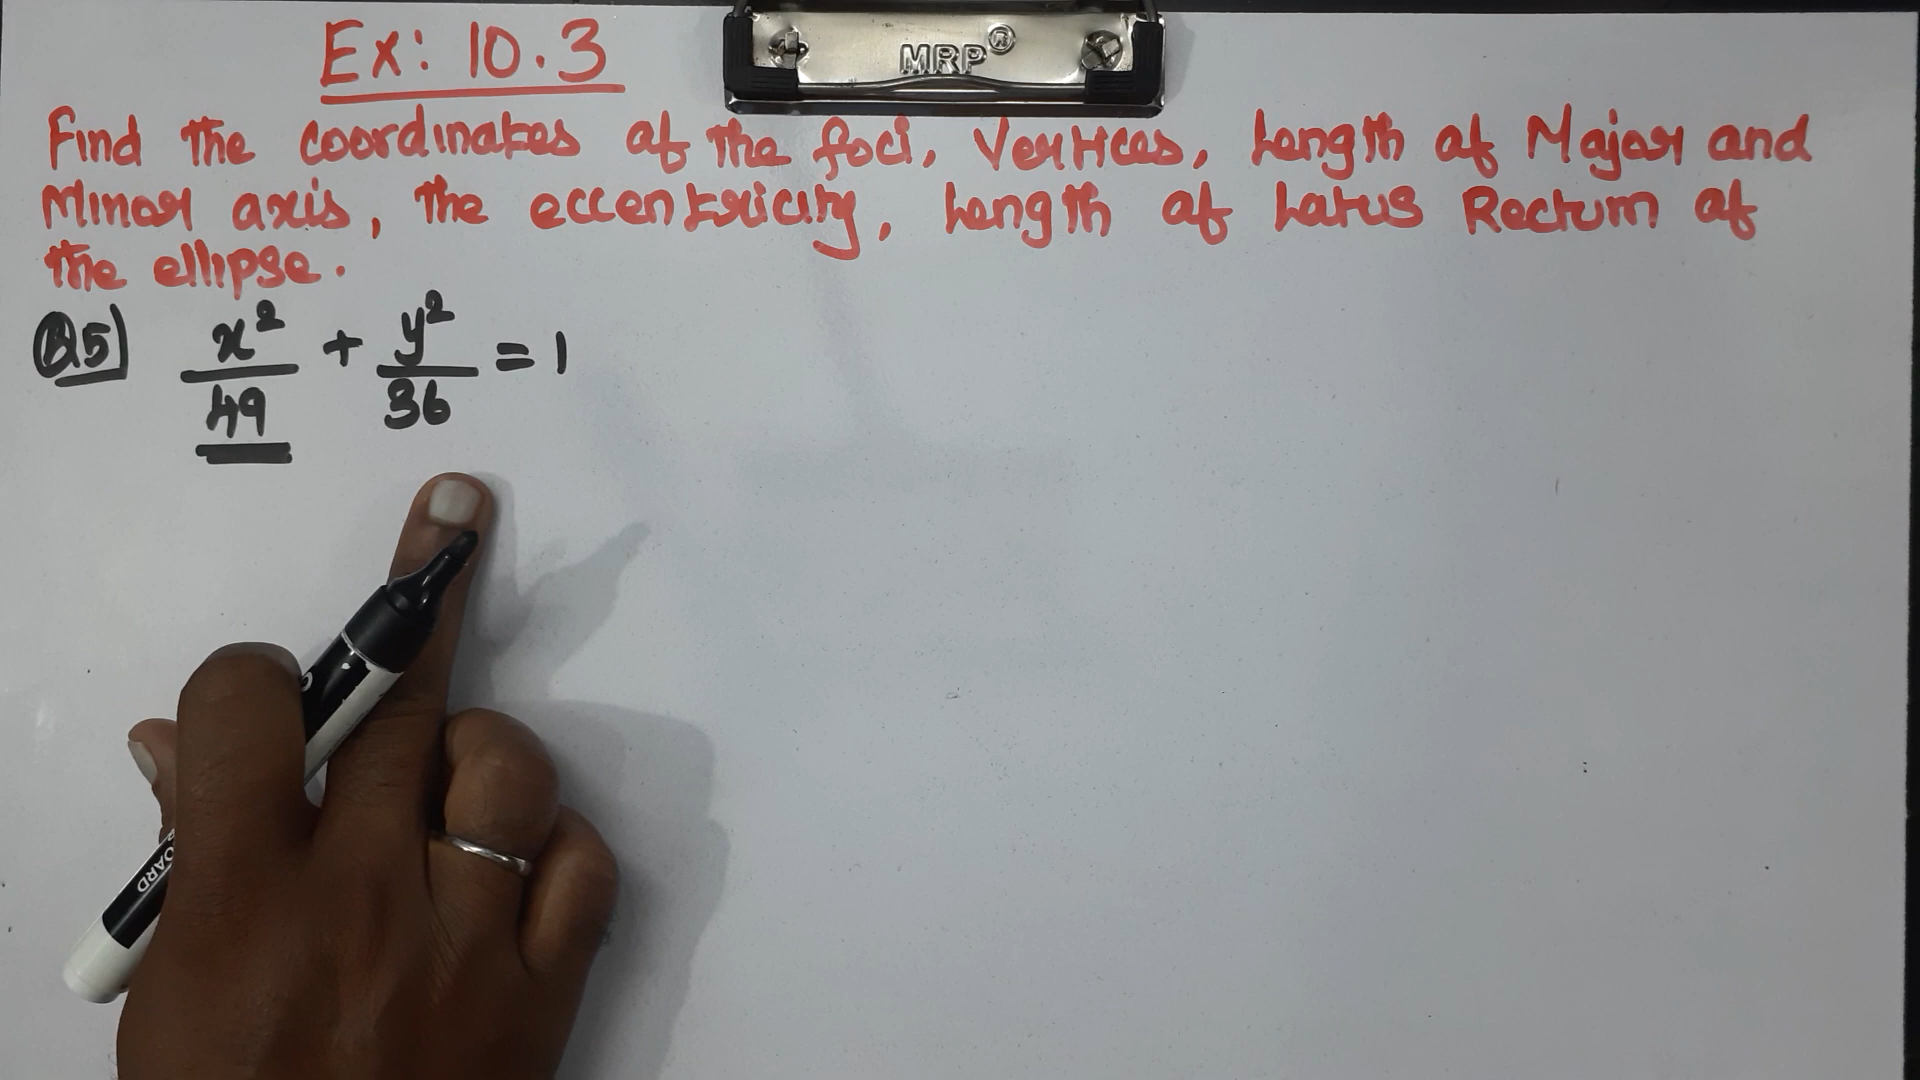 Ex: 10.3
MRP®
Find the coordinates of the foci, Vertices, Length of Major and
Minor axis, the eccentricity, Length of Latus Rectum of
the ellipse.
Q5] x²/49 + y²/36 = 1
OARD